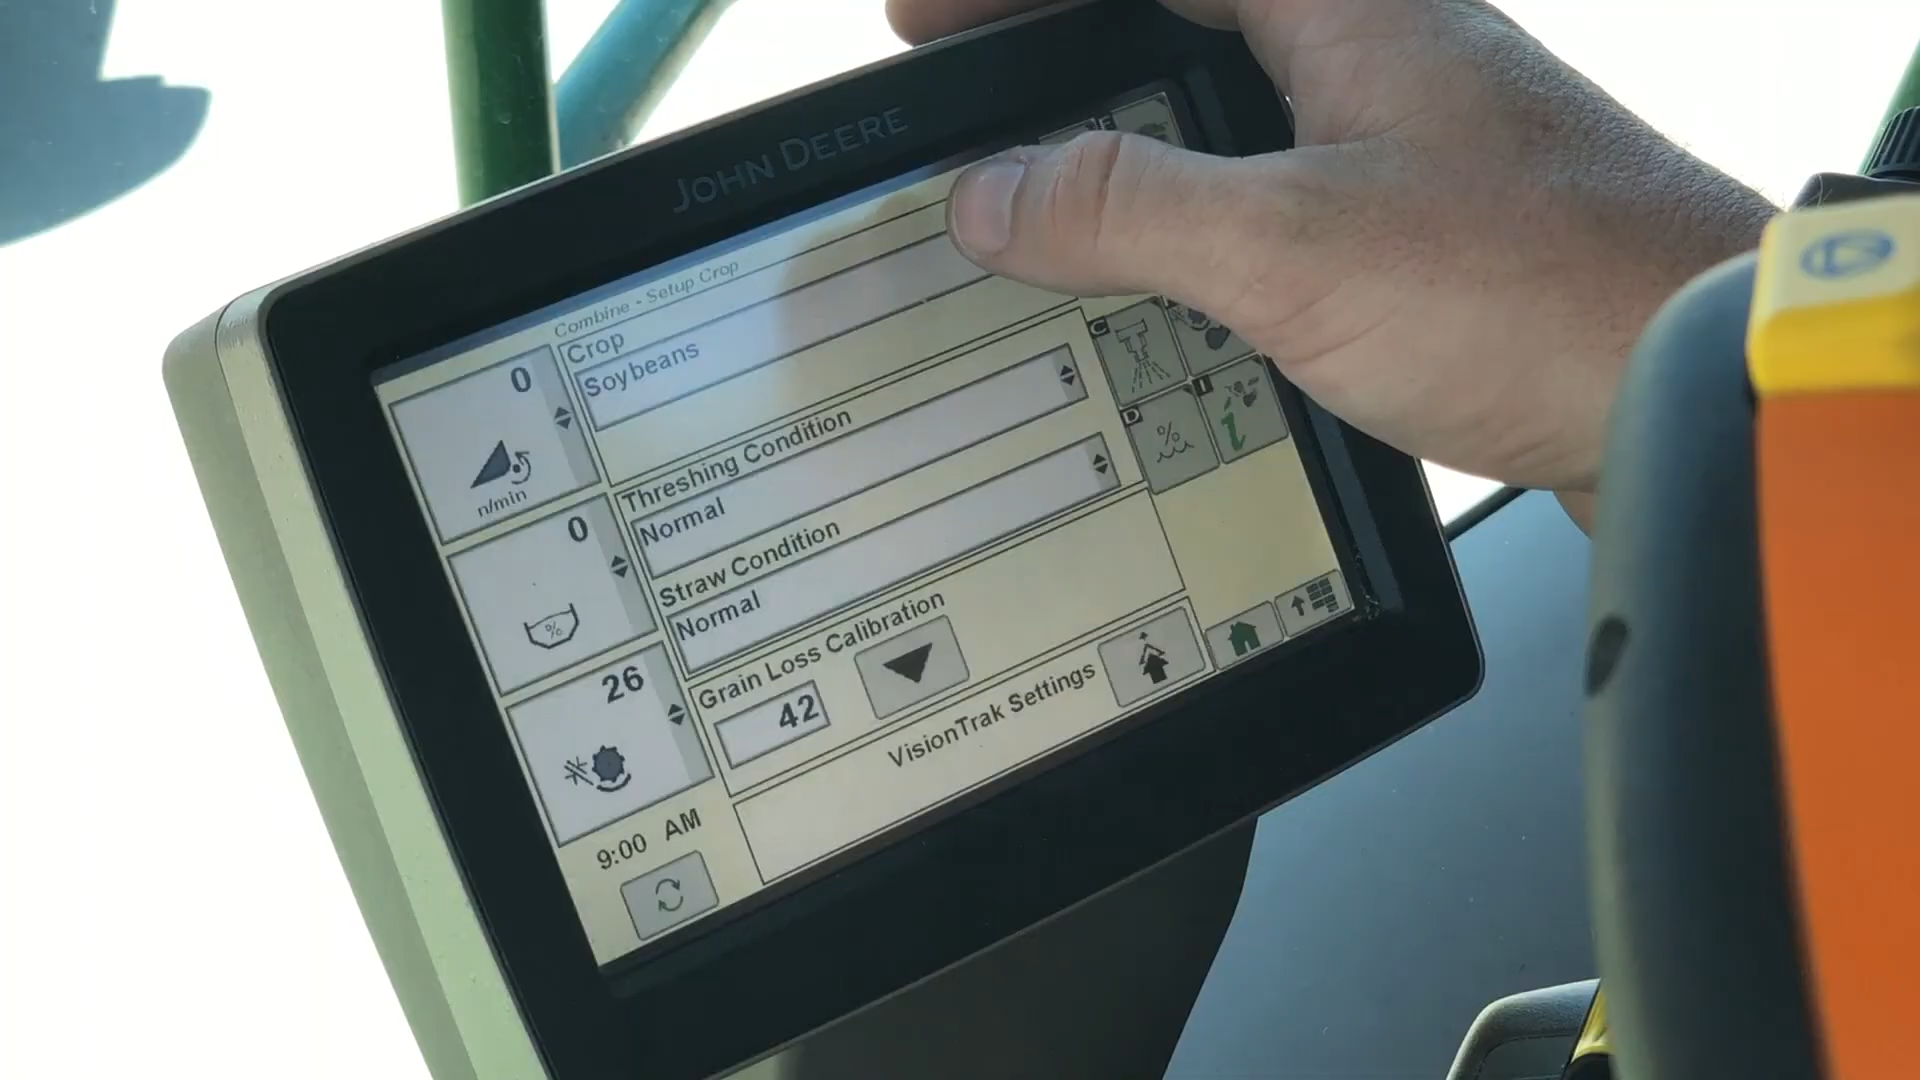 JOHN DEERE
Combine - Setup Crop
0
n/min
0
%
26
9:00 AM
Crop
Soybeans
Threshing Condition
Normal
Straw Condition
Normal
Grain Loss Calibration
42
VisionTrak Settings
E
C
D
%
I
i